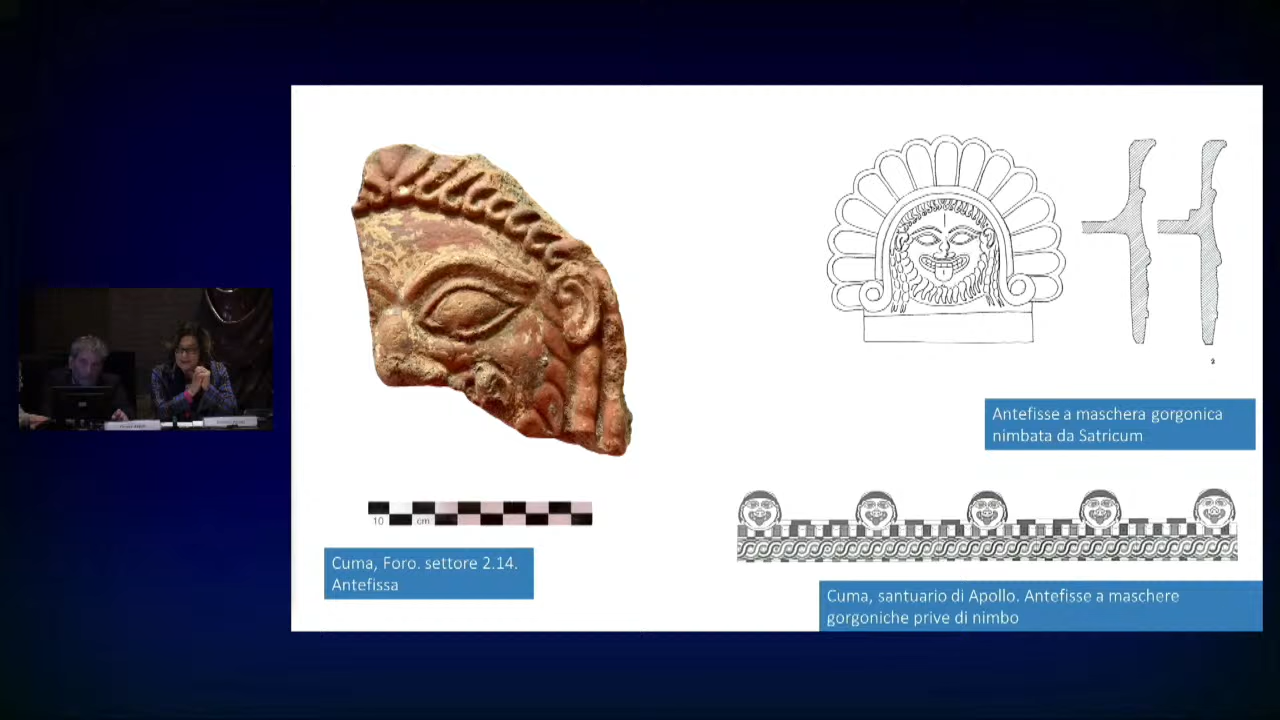 10 cm
Cuma, Foro. settore 2.14.
Antefissa
2
Antefisse a maschera gorgonica
nimbata da Satricum
Cuma, santuario di Apollo. Antefisse a maschere
gorgoniche prive di nimbo